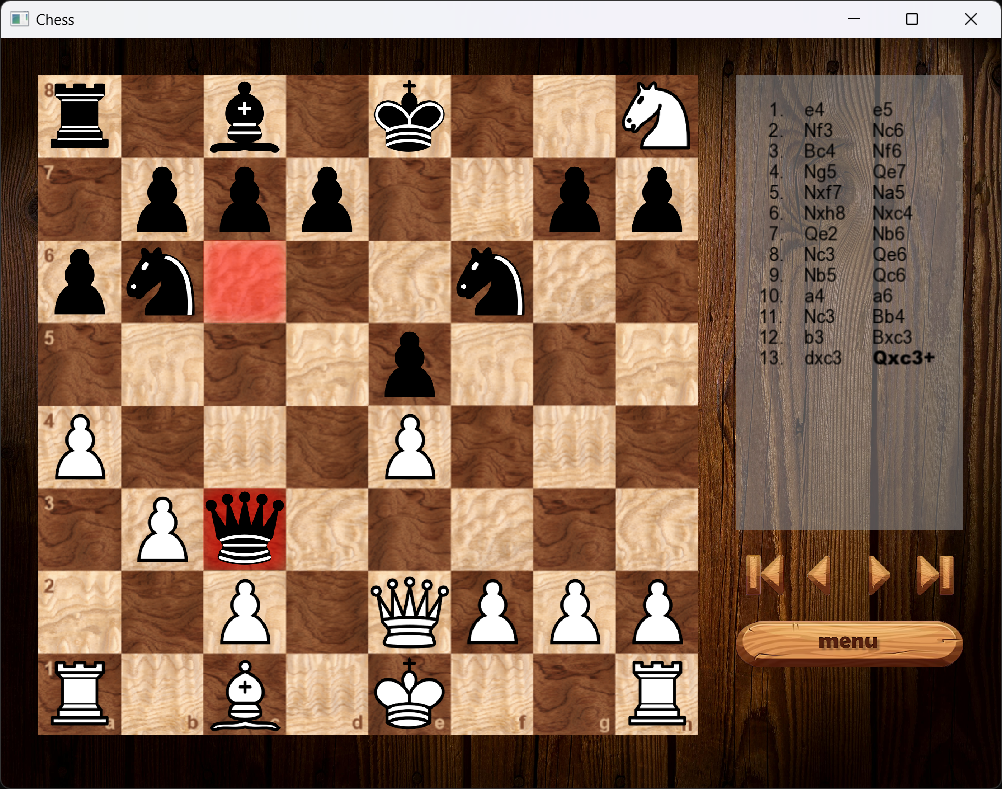 Chess
8
7
6
5
4
3
2
1
a b c d e f g h
1. e4 e5
2. Nf3 Nc6
3. Bc4 Nf6
4. Ng5 Qe7
5. Nxf7 Na5
6. Nxh8 Nxc4
7. Qe2 Nb6
8. Nc3 Qe6
9. Nb5 Qc6
10. a4 a6
11. Nc3 Bb4
12. b3 Bxc3
13. dxc3 Qxc3+
menu